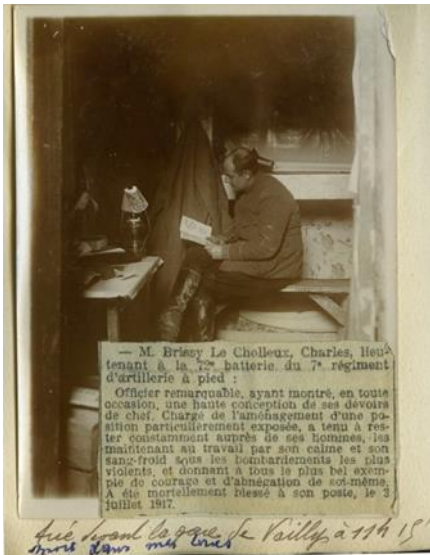 — M. Brissy Le Cholleux, Charles, lieu-
tenant à la 72e batterie du 7e régiment
d'artillerie à pied :
Officier remarquable, ayant montré, en toute
occasion, une haute conception de ses devoirs
de chef. Chargé de l'aménagement d'une po-
sition particulièrement exposée, a tenu à res-
ter constamment auprès de ses hommes, les
maintenant au travail par son calme et son
sang-froid sous les bombardements les plus
violents, et donnant à tous le plus bel exem-
ple de courage et d'abnégation de soi-même.
A été mortellement blessé à son poste, le 2
juillet 1917.
tué devant la gare de Vailly à 11h 15
mort dans mes bras